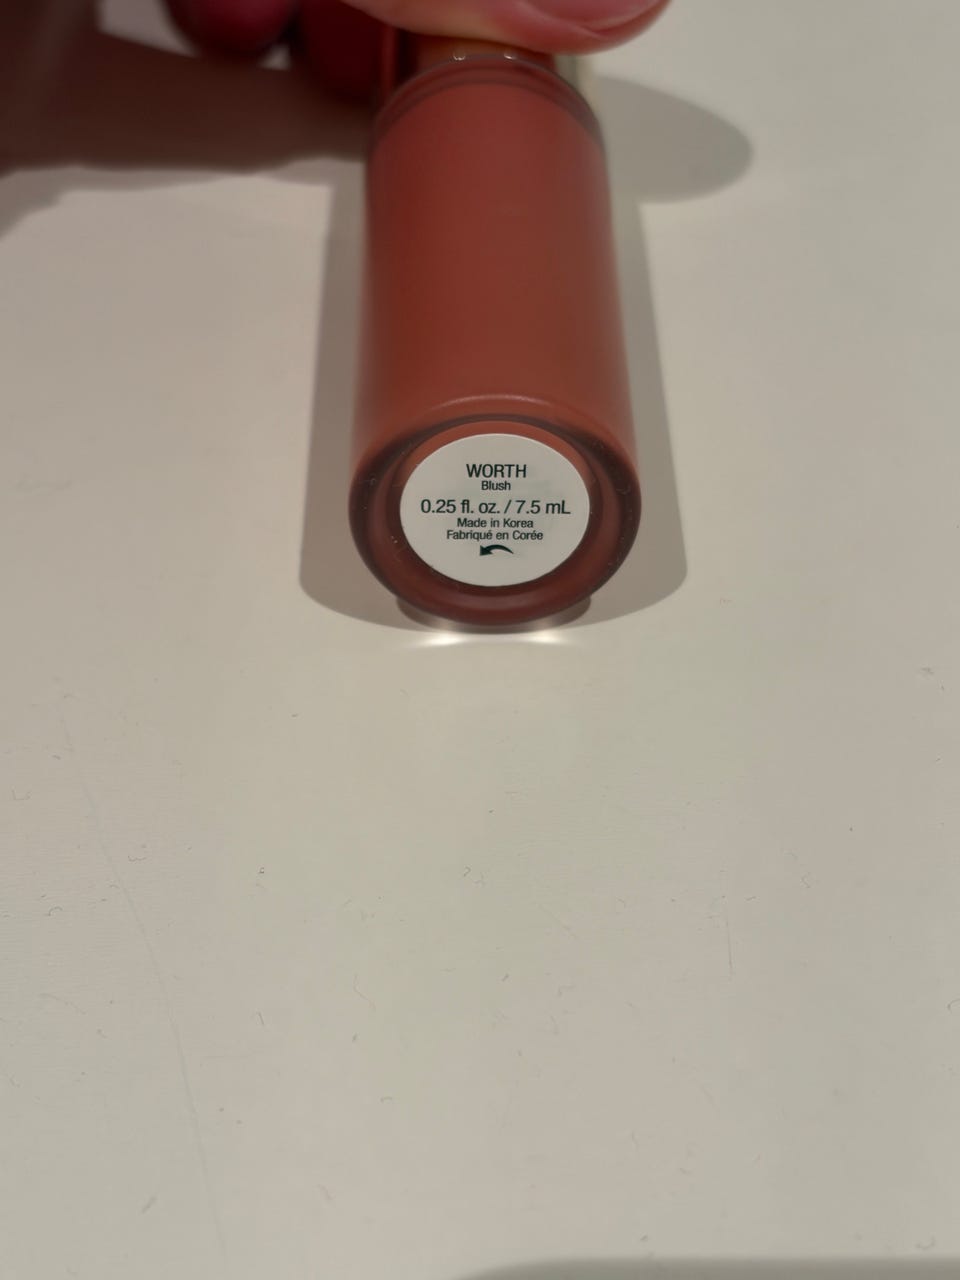 WORTH
Blush
0.25 fl. oz. / 7.5 mL
Made in Korea
Fabriqué en Corée